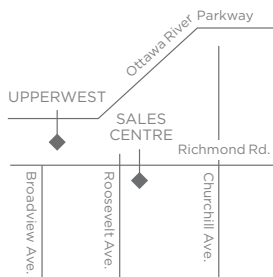 Ottawa River Parkway
UPPERWEST
SALES
CENTRE
Richmond Rd.
Broadview Ave.
Roosevelt Ave.
Churchill Ave.